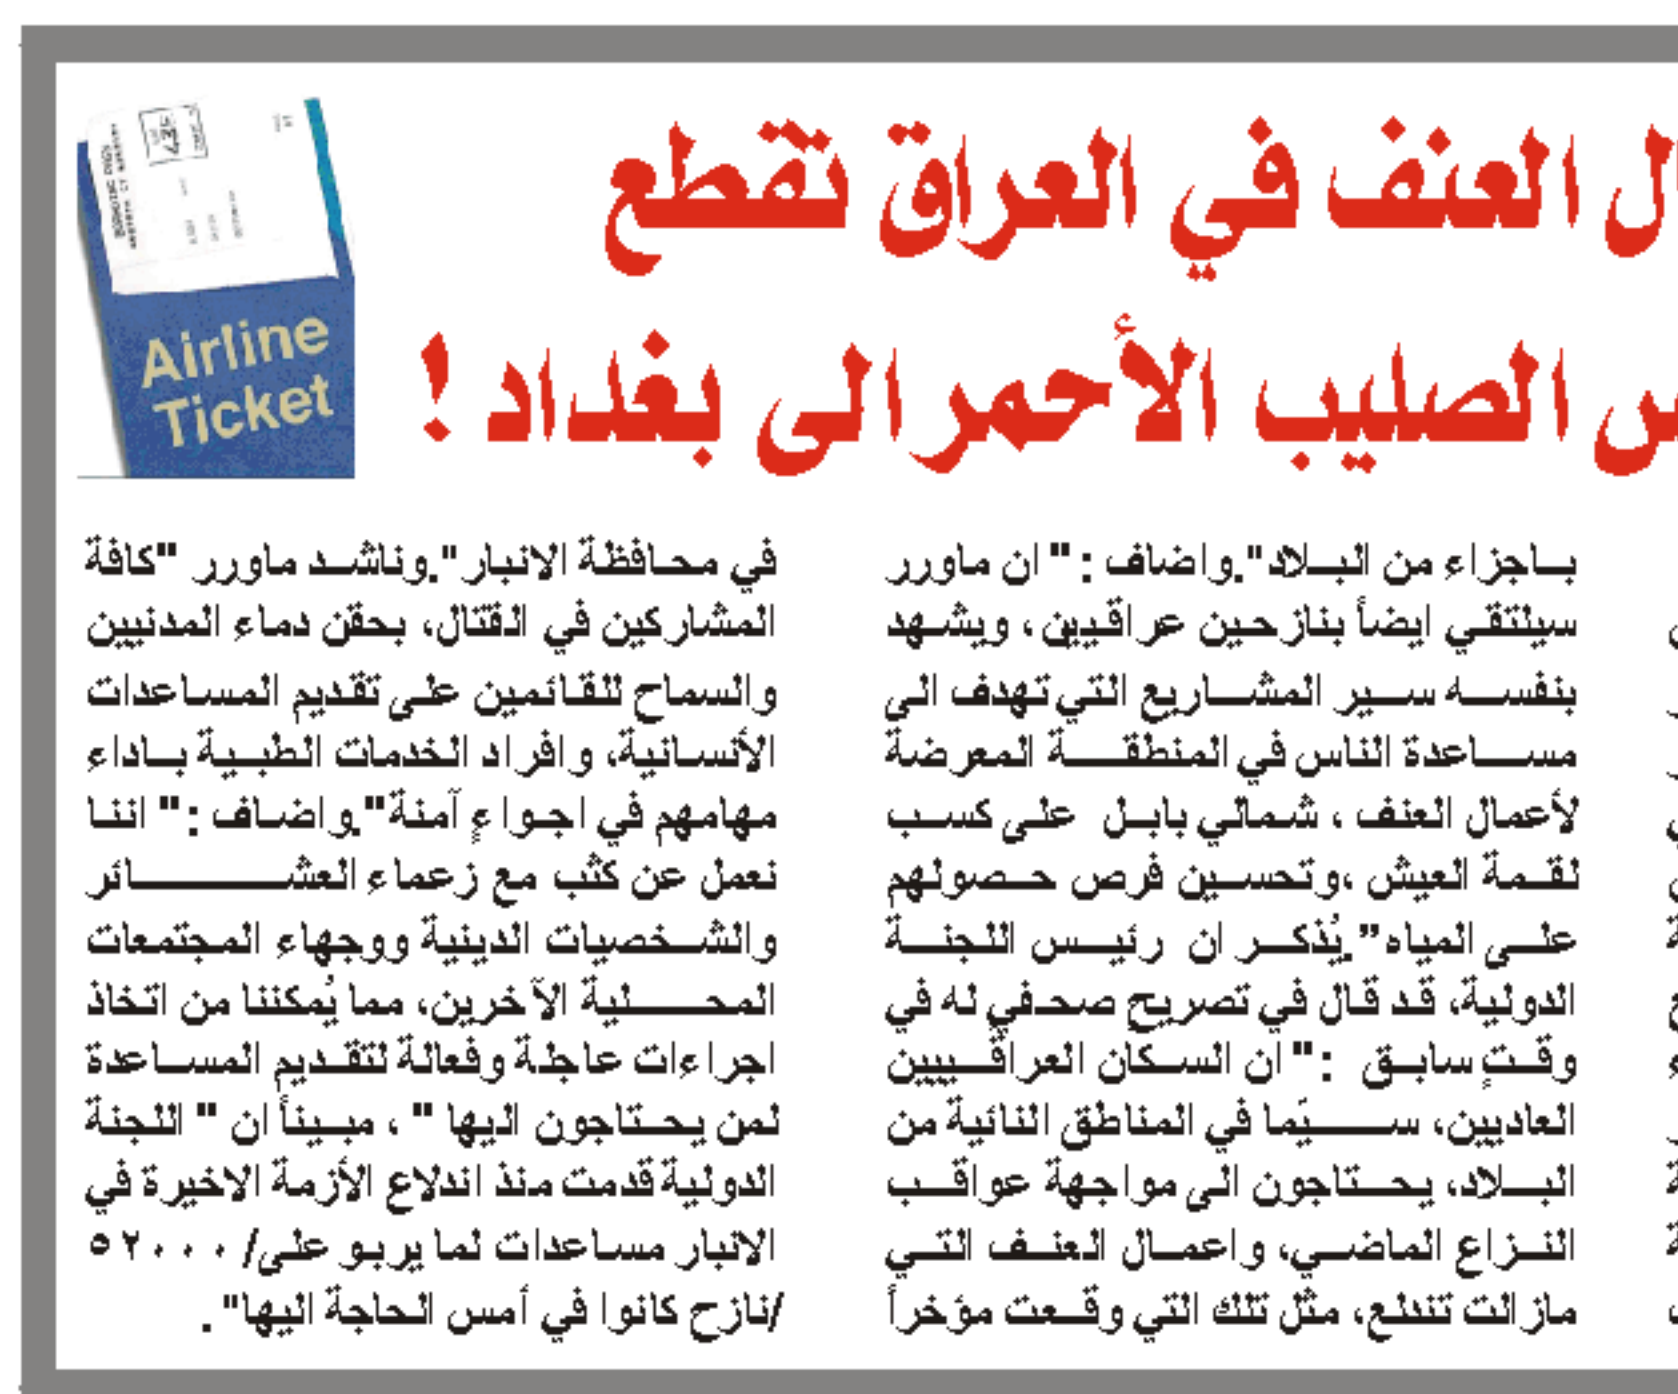 العنف في العراق تقطع
الصليب الأحمر الى بغداد !
Airline
Ticket
باجزاء من البلاد".واضاف :" ان ماورر
سيلتقي ايضاً بنازحين عراقيين ، ويشهد
بنفسه سير المشاريع التي تهدف الى
مساعدة الناس في المنطقة المعرضة
لأعمال العنف ، شمالي بابل على كسب
لقمة العيش ،وتحسين فرص حصولهم
على المياه".يُذكر ان رئيس اللجنة
الدولية، قد قال في تصريح صحفي له في
وقتٍ سابق :" ان السكان العراقييين
العاديين، سيّما في المناطق النائية من
البلاد، يحتاجون الى مواجهة عواقب
النزاع الماضي، واعمال العنف التي
مازالت تندلع، مثل تلك التي وقعت مؤخراً
في محافظة الانبار".وناشد ماورر "كافة
المشاركين في القتال، بحقن دماء المدنيين
والسماح للقائمين على تقديم المساعدات
الأنسانية، وافراد الخدمات الطبية باداء
مهامهم في اجواءٍ آمنة".واضاف :" اننا
نعمل عن كثب مع زعماء العشائر
والشخصيات الدينية ووجهاء المجتمعات
المحلية الآخرين، مما يُمكننا من اتخاذ
اجراءات عاجلة وفعالة لتقديم المساعدة
لمن يحتاجون اليها " ، مبيناً ان " اللجنة
الدولية قدمت منذ اندلاع الأزمة الاخيرة في
الانبار مساعدات لما يربو على/ ٥٢٠٠٠
/نازح كانوا في أمس الحاجة اليها" .